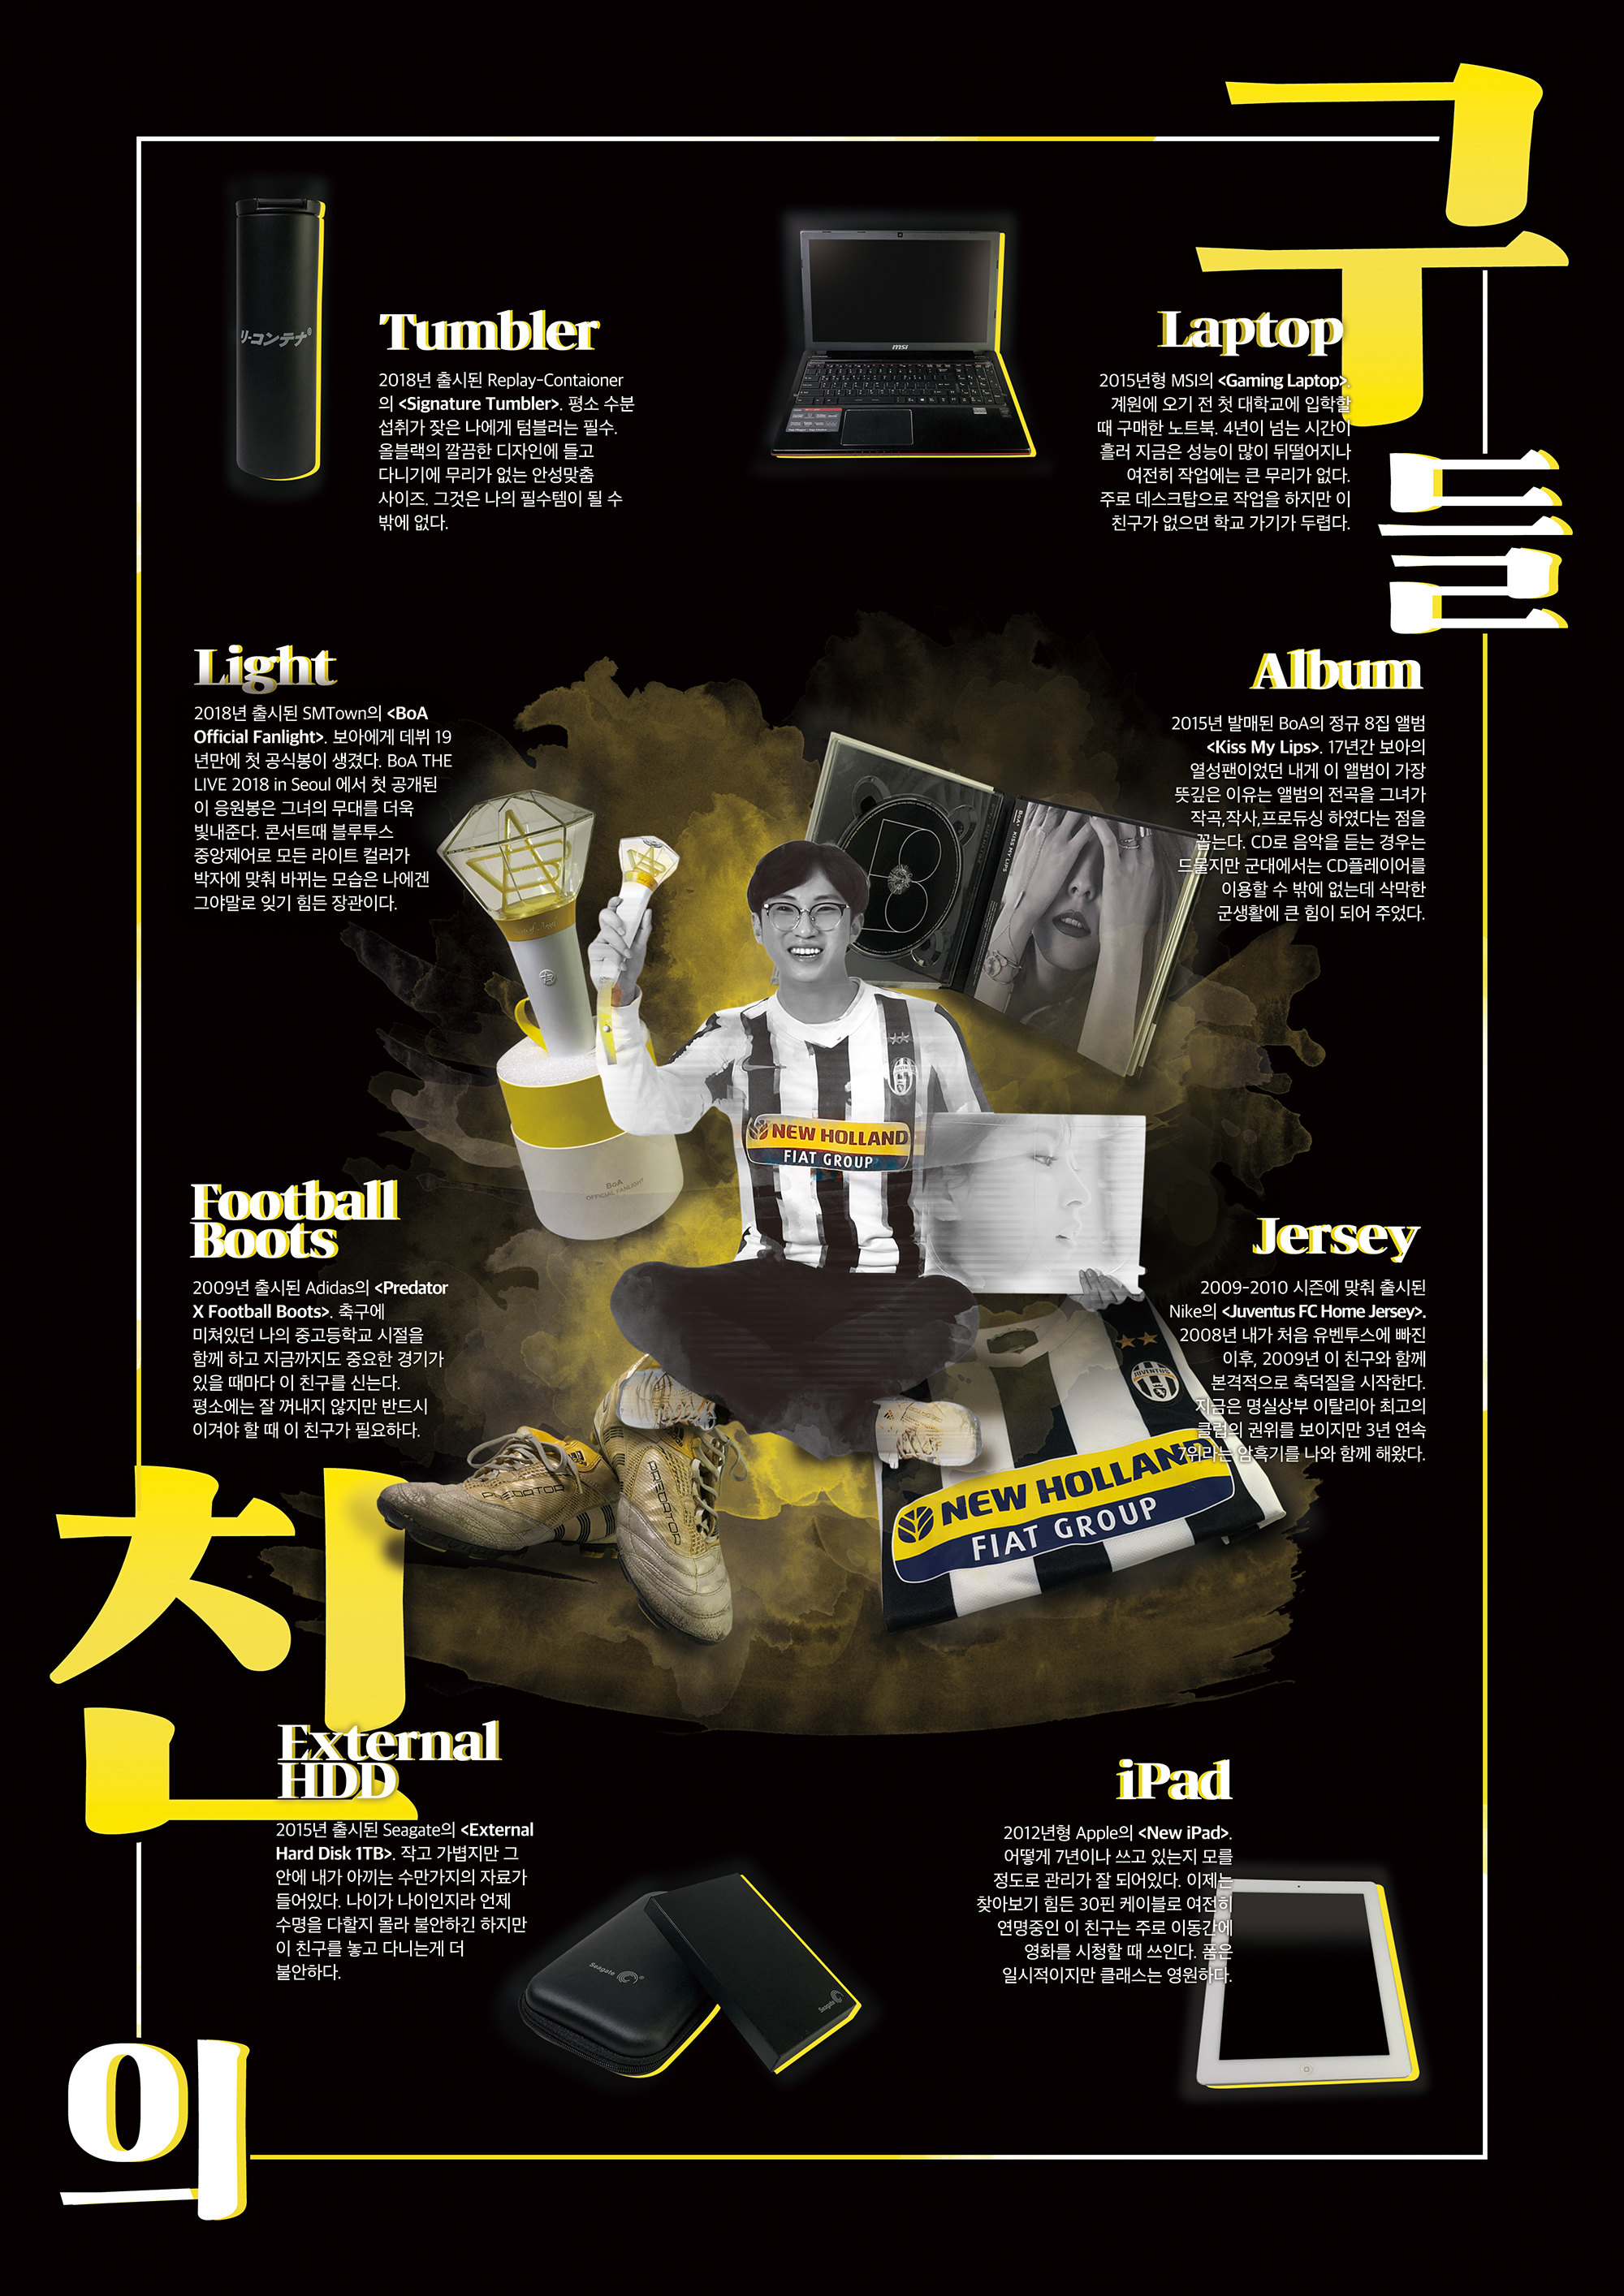 구
들
リ-コンテナ®
Tumbler
2018년 출시된 Replay-Contaioner
의 <Signature Tumbler>. 평소 수분
섭취가 잦은 나에게 텀블러는 필수.
올블랙의 깔끔한 디자인에 들고
다니기에 무리가 없는 안성맞춤
사이즈. 그것은 나의 필수템이 될 수
밖에 없다.
msi
Laptop
2015년형 MSI의 <Gaming Laptop>.
계원에 오기 전 첫 대학교에 입학할
때 구매한 노트북. 4년이 넘는 시간이
흘러 지금은 성능이 많이 뒤떨어지나
여전히 작업에는 큰 무리가 없다.
주로 데스크탑으로 작업을 하지만 이
친구가 없으면 학교 가기가 두렵다.
Light
2018년 출시된 SMTown의 <BoA
Official Fanlight>. 보아에게 데뷔 19
년만에 첫 공식봉이 생겼다. BoA THE
LIVE 2018 in Seoul 에서 첫 공개된
이 응원봉은 그녀의 무대를 더욱
빛내준다. 콘서트때 블루투스
중앙제어로 모든 라이트 컬러가
박자에 맞춰 바뀌는 모습은 나에겐
그야말로 잊기 힘든 장관이다.
Album
2015년 발매된 BoA의 정규 8집 앨범
<Kiss My Lips>. 17년간 보아의
열성팬이었던 내게 이 앨범이 가장
뜻깊은 이유는 앨범의 전곡을 그녀가
작곡,작사,프로듀싱 하였다는 점을
꼽는다. CD로 음악을 듣는 경우는
드물지만 군대에서는 CD플레이어를
이용할 수 밖에 없는데 삭막한
군생활에 큰 힘이 되어 주었다.
BoA KISS MY LIPS
NEW HOLLAND
FIAT GROUP
BoA
OFFICIAL FANLIGHT
Football
Boots
2009년 출시된 Adidas의 <Predator
X Football Boots>. 축구에
미쳐있던 나의 중고등학교 시절을
함께 하고 지금까지도 중요한 경기가
있을 때마다 이 친구를 신는다.
평소에는 잘 꺼내지 않지만 반드시
이겨야 할 때 이 친구가 필요하다.
Jersey
2009-2010 시즌에 맞춰 출시된
Nike의 <Juventus FC Home Jersey>.
2008년 내가 처음 유벤투스에 빠진
이후, 2009년 이 친구와 함께
본격적으로 축덕질을 시작한다.
지금은 명실상부 이탈리아 최고의
클럽의 권위를 보이지만 3년 연속
7위라는 암흑기를 나와 함께 해왔다.
JUVENTUS
PREDATOR
PREDATOR
NEW HOLLAND
FIAT GROUP
친
의
External
HDD
2015년 출시된 Seagate의 <External
Hard Disk 1TB>. 작고 가볍지만 그
안에 내가 아끼는 수만가지의 자료가
들어있다. 나이가 나이인지라 언제
수명을 다할지 몰라 불안하긴 하지만
이 친구를 놓고 다니는게 더
불안하다.
Seagate
Seagate
iPad
2012년형 Apple의 <New iPad>.
어떻게 7년이나 쓰고 있는지 모를
정도로 관리가 잘 되어있다. 이제는
찾아보기 힘든 30핀 케이블로 여전히
연명중인 이 친구는 주로 이동간에
영화를 시청할 때 쓰인다. 폼은
일시적이지만 클래스는 영원하다.